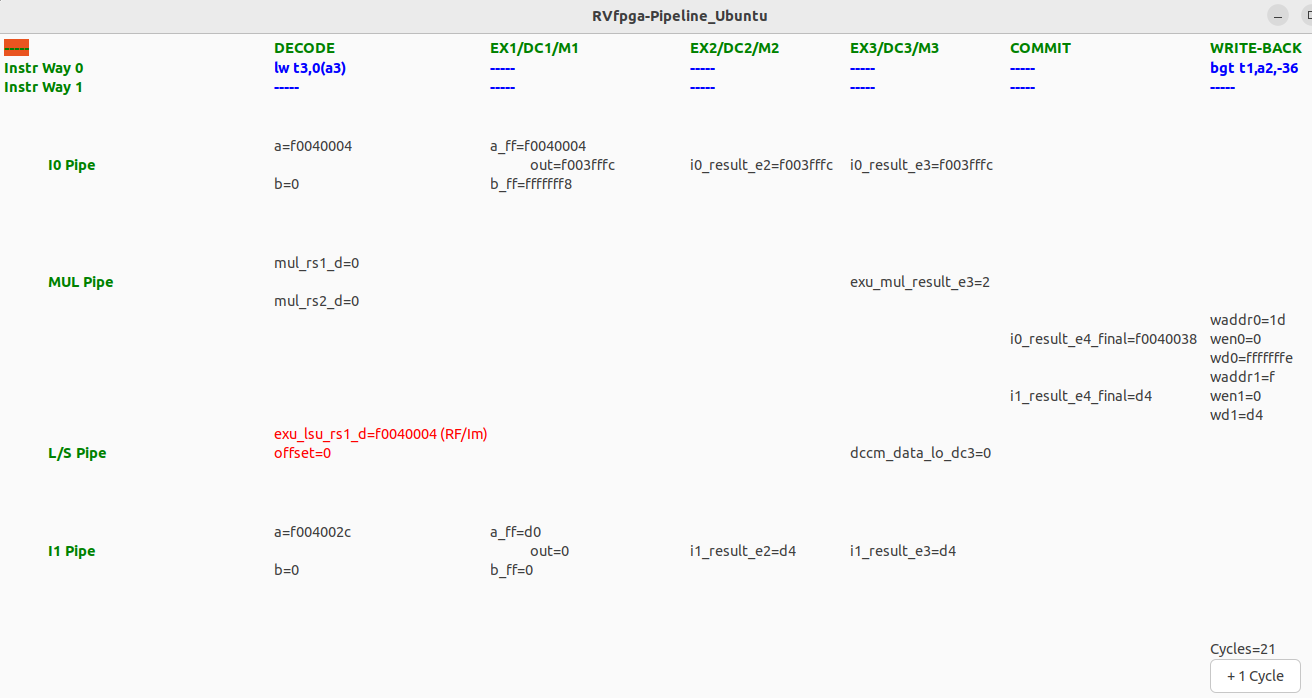 RVfpga-Pipeline_Ubuntu
----- DECODE EX1/DC1/M1 EX2/DC2/M2 EX3/DC3/M3 COMMIT WRITE-BACK
Instr Way 0 lw t3,0(a3) ----- ----- ----- ----- bgt t1,a2,-36
Instr Way 1 ----- ----- ----- ----- ----- -----
a=f0040004 a_ff=f0040004
I0 Pipe out=f003fffc i0_result_e2=f003fffc i0_result_e3=f003fffc
b=0 b_ff=fffffff8
mul_rs1_d=0
MUL Pipe exu_mul_result_e3=2
mul_rs2_d=0
waddr0=1d
i0_result_e4_final=f0040038 wen0=0
wd0=fffffffe
waddr1=f
i1_result_e4_final=d4 wen1=0
wd1=d4
exu_lsu_rs1_d=f0040004 (RF/Im)
L/S Pipe offset=0 dccm_data_lo_dc3=0
a=f004002c a_ff=d0
I1 Pipe out=0 i1_result_e2=d4 i1_result_e3=d4
b=0 b_ff=0
Cycles=21
+ 1 Cycle